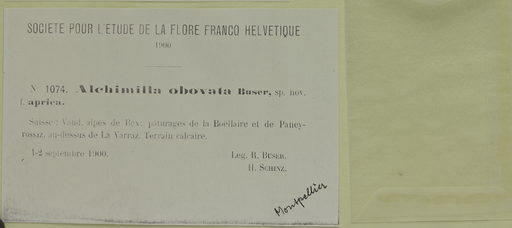 SOCIETE POUR L'ETUDE DE LA FLORE FRANCO HELVETIQUE
1900
No 1074. Alchimilla obovata Buser, sp. nov.
f. aprica.
Suisse: Vaud, alpes de Bex; pâturages de la Boëllaire et de Paney-
rossaz, au-dessus de La Varraz. Terrain calcaire.
1-2 septembre 1900. Leg. R. BUSER.
H. SCHINZ.
Montpellier